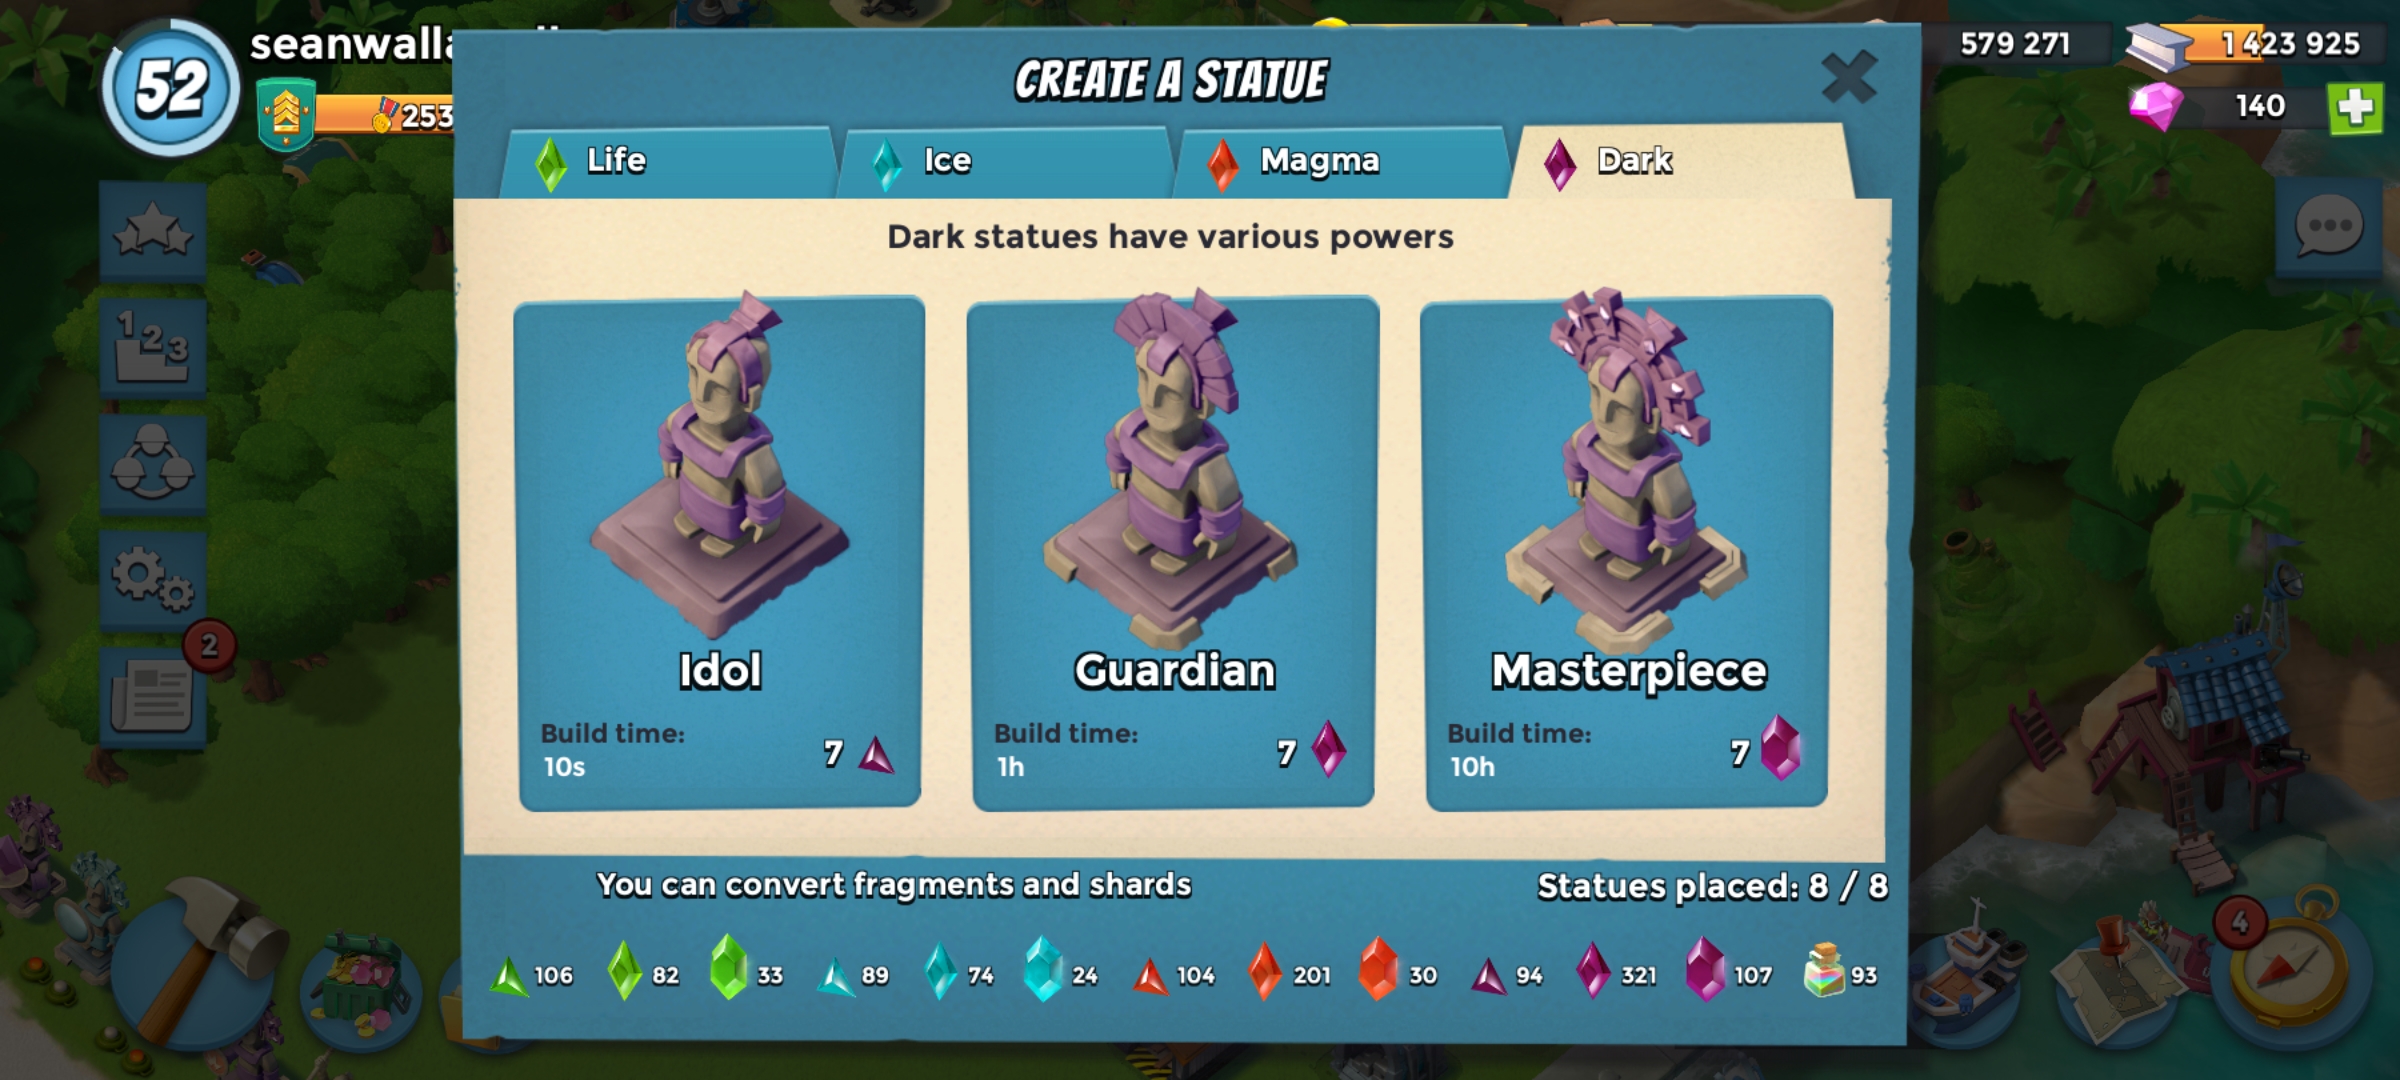 52
253
CREATE A STATUE
579 271
1 423 925
140
Life
Ice
Magma
Dark
Dark statues have various powers
1 2 3
2
Idol
Build time:
10s
7
Guardian
Build time:
1h
7
Masterpiece
Build time:
10h
7
You can convert fragments and shards
Statues placed: 8 / 8
106
82
33
89
74
24
104
201
30
94
321
107
93
4